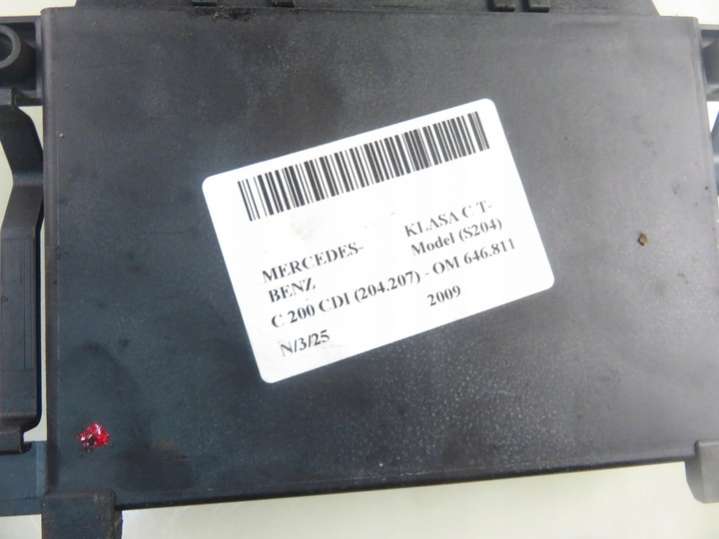 MERCEDES-BENZ KLASA C T-Model (S204)
C 200 CDI (204.207) - OM 646.811
2009
N/3/25